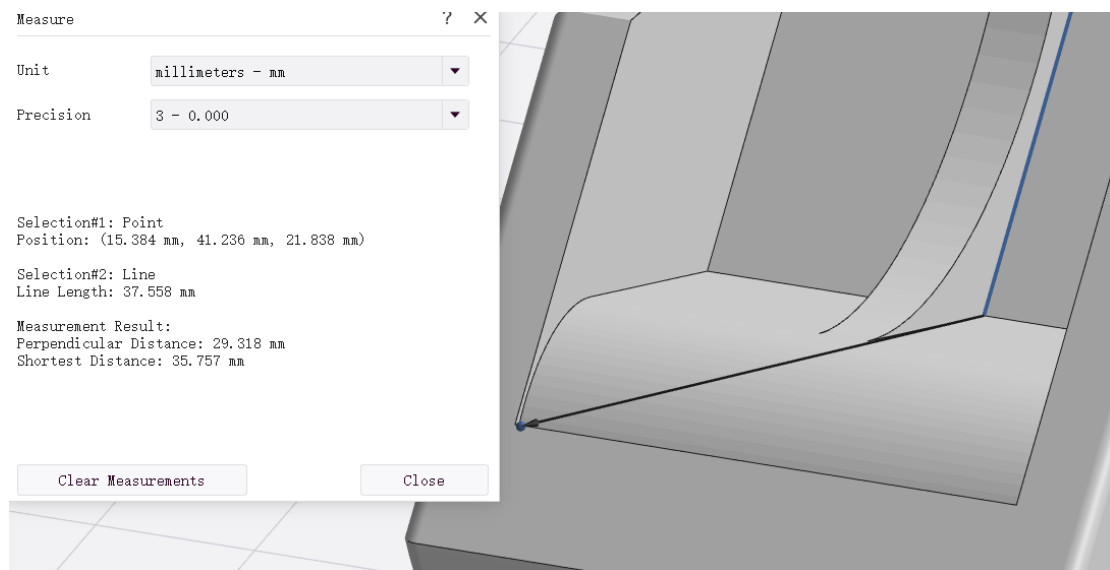 Measure
? ×
Unit
millimeters - mm
Precision
3 - 0.000
Selection#1: Point
Position: (15.384 mm, 41.236 mm, 21.838 mm)
Selection#2: Line
Line Length: 37.558 mm
Measurement Result:
Perpendicular Distance: 29.318 mm
Shortest Distance: 35.757 mm
Clear Measurements
Close